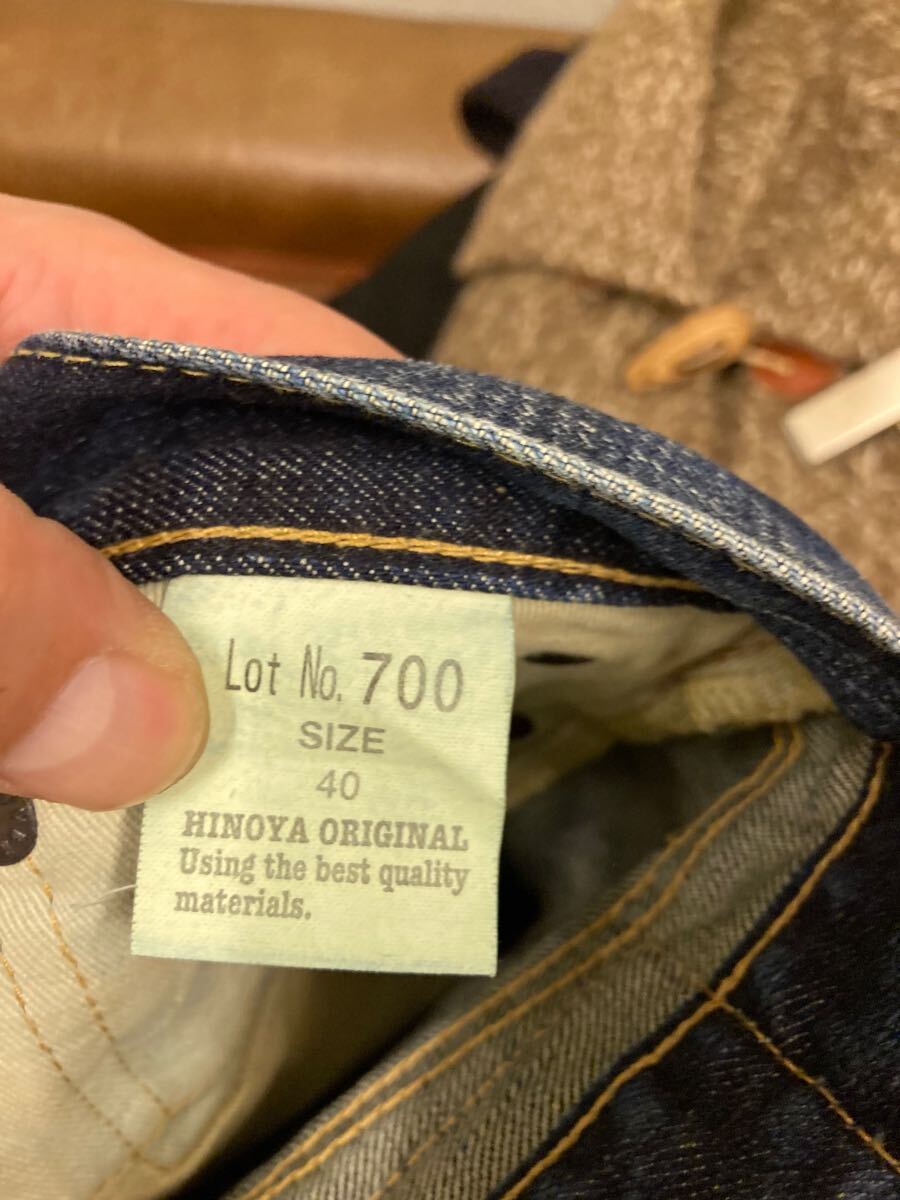 Lot No. 700
SIZE
40
HINOYA ORIGINAL
Using the best quality
materials.